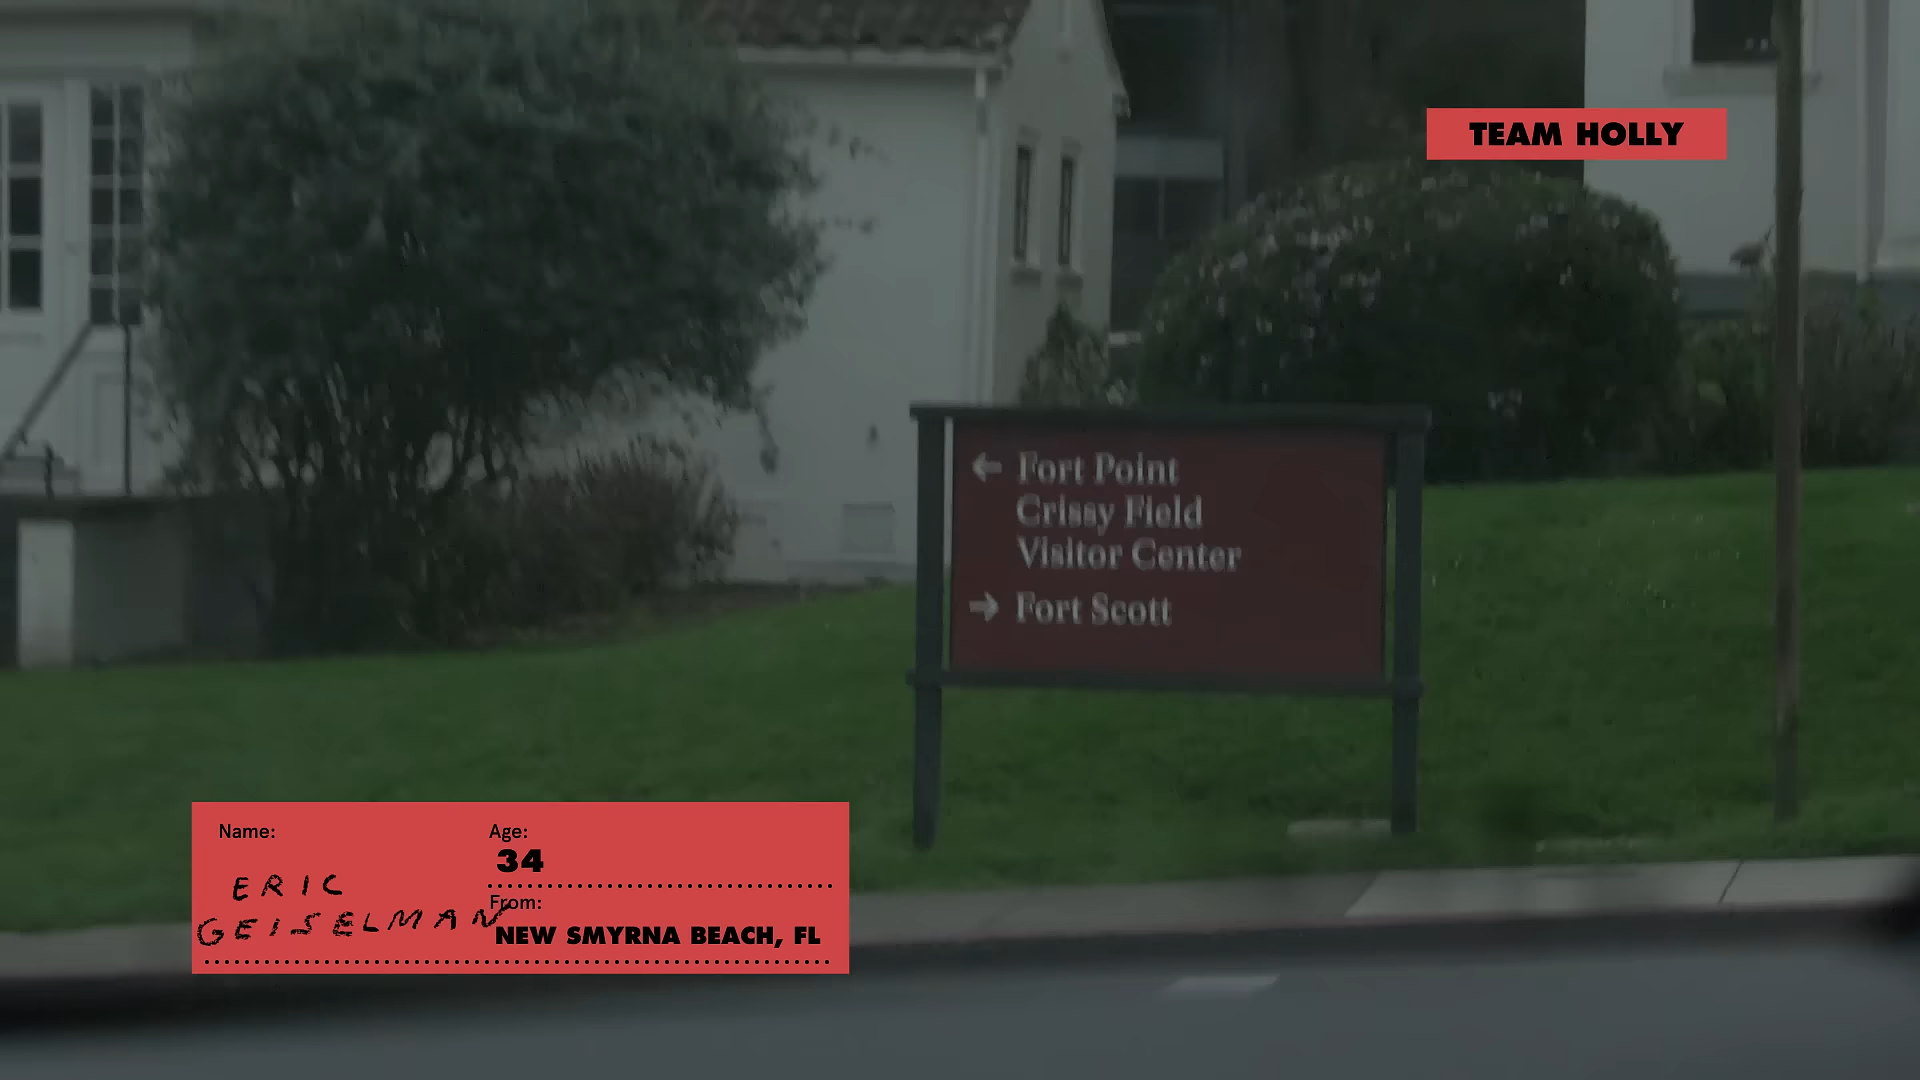 TEAM HOLLY
← Fort Point
Crissy Field
Visitor Center
→ Fort Scott
Name:
ERIC
GEISELMAN
Age:
34
From:
NEW SMYRNA BEACH, FL